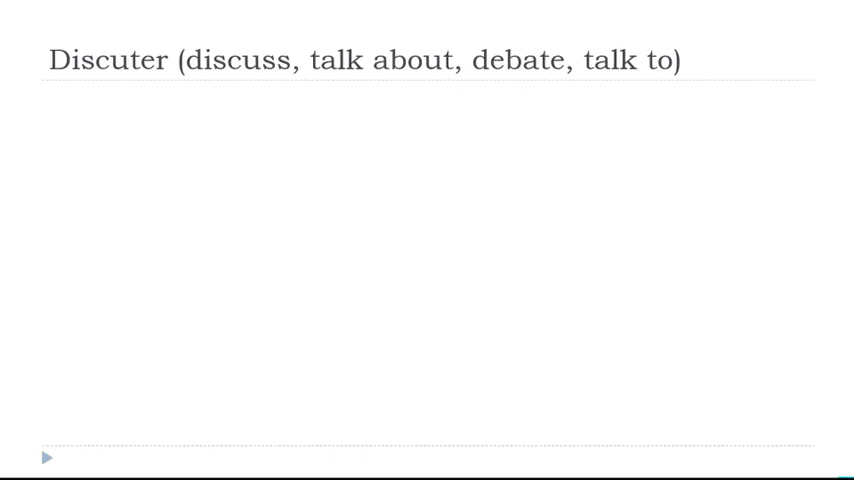 Discuter (discuss, talk about, debate, talk to)